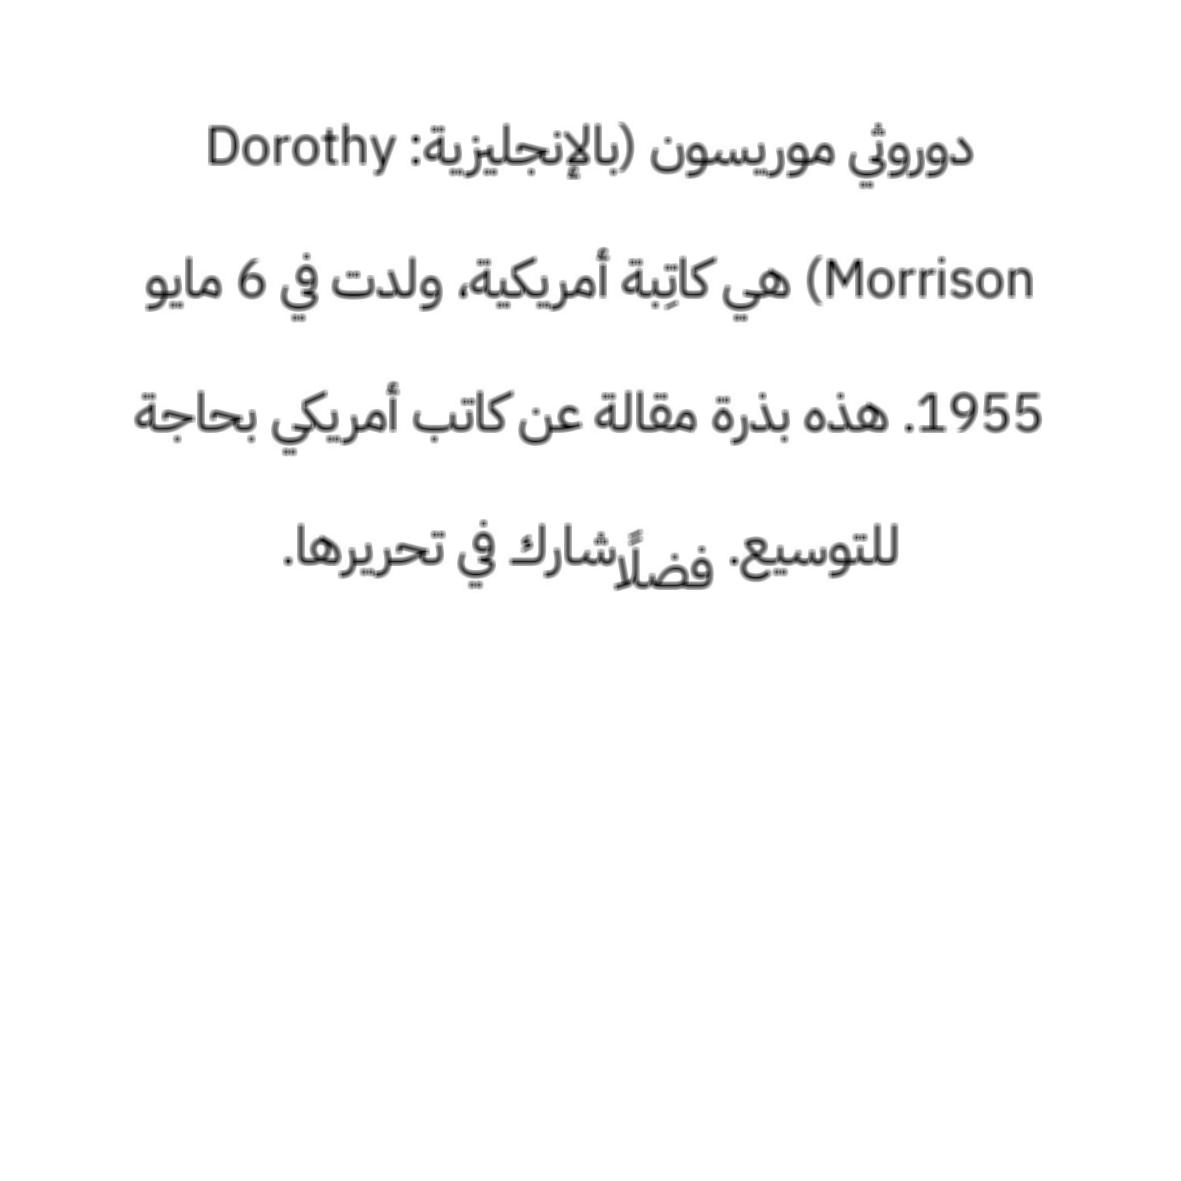 دوروثي موريسون (بالإنجليزية: Dorothy
Morrison) هي كاتِبة أمريكية، ولدت في 6 مايو
1955. هذه بذرة مقالة عن كاتب أمريكي بحاجة
للتوسيع. فضلًا شارك في تحريرها.